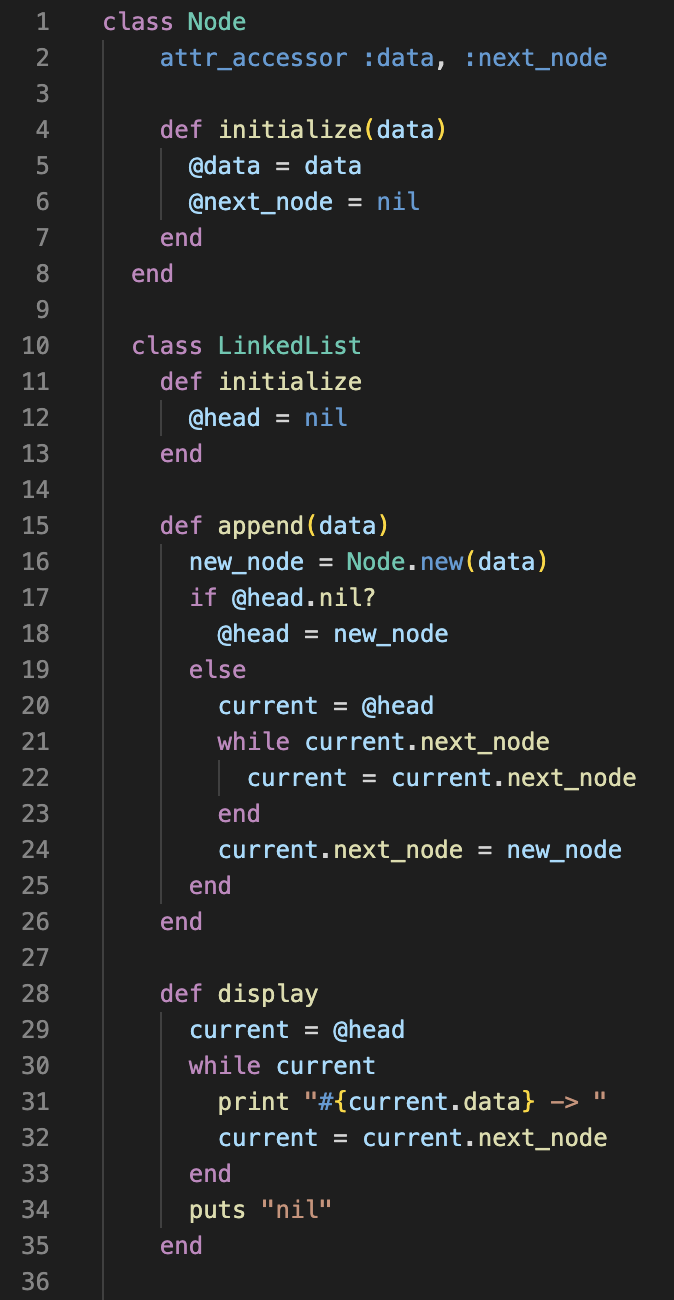 1 class Node
2 attr_accessor :data, :next_node
3
4 def initialize(data)
5 @data = data
6 @next_node = nil
7 end
8 end
9
10 class LinkedList
11 def initialize
12 @head = nil
13 end
14
15 def append(data)
16 new_node = Node.new(data)
17 if @head.nil?
18 @head = new_node
19 else
20 current = @head
21 while current.next_node
22 current = current.next_node
23 end
24 current.next_node = new_node
25 end
26 end
27
28 def display
29 current = @head
30 while current
31 print "#{current.data} -> "
32 current = current.next_node
33 end
34 puts "nil"
35 end
36